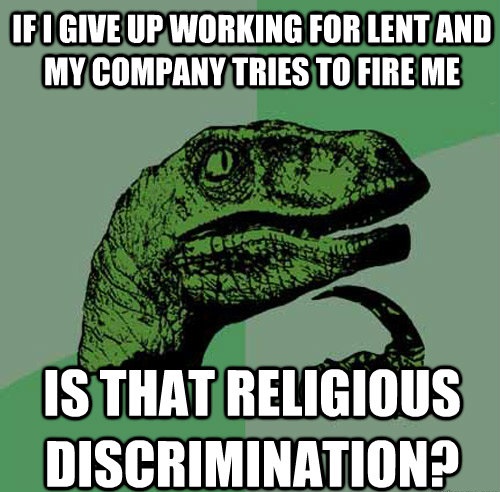 IF I GIVE UP WORKING FOR LENT AND
MY COMPANY TRIES TO FIRE ME
IS THAT RELIGIOUS
DISCRIMINATION?